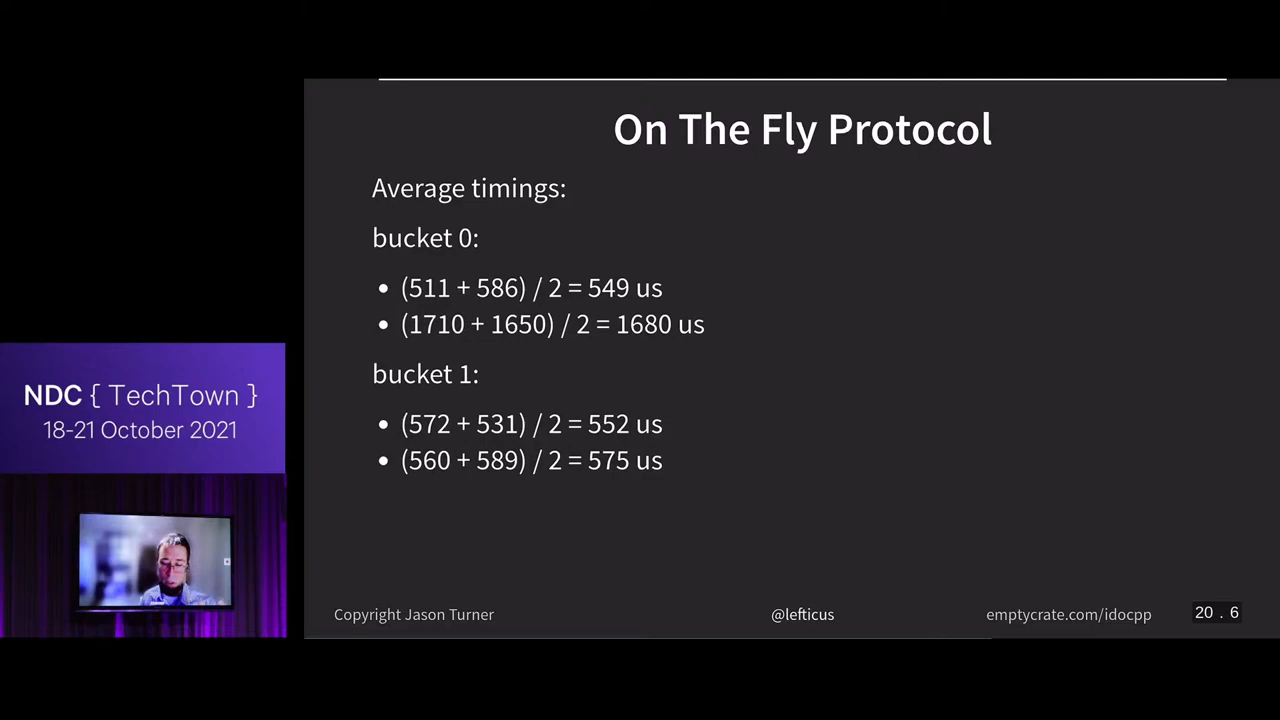 On The Fly Protocol
Average timings:
bucket 0:
• (511 + 586) / 2 = 549 us
• (1710 + 1650) / 2 = 1680 us
bucket 1:
• (572 + 531) / 2 = 552 us
• (560 + 589) / 2 = 575 us
NDC { TechTown }
18-21 October 2021
Copyright Jason Turner
@lefticus
emptycrate.com/idocpp
20 . 6